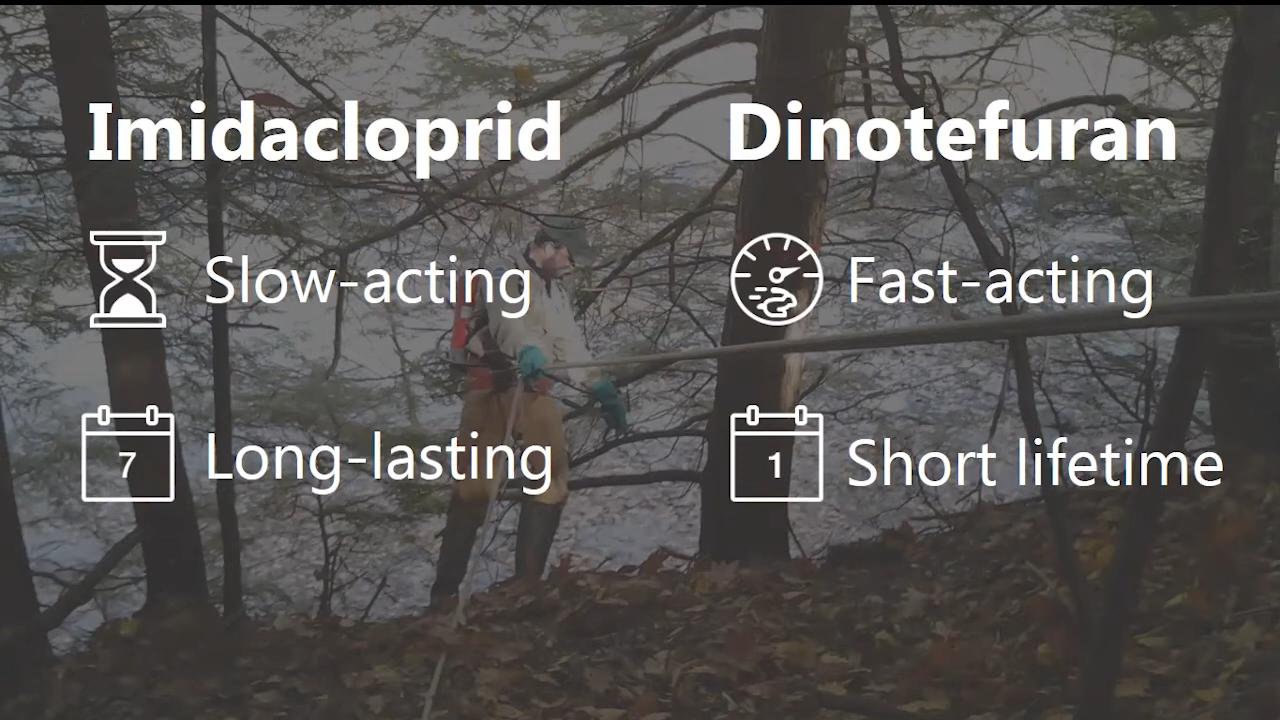 Imidacloprid
Slow-acting
7
Long-lasting
Dinotefuran
Fast-acting
1
Short lifetime